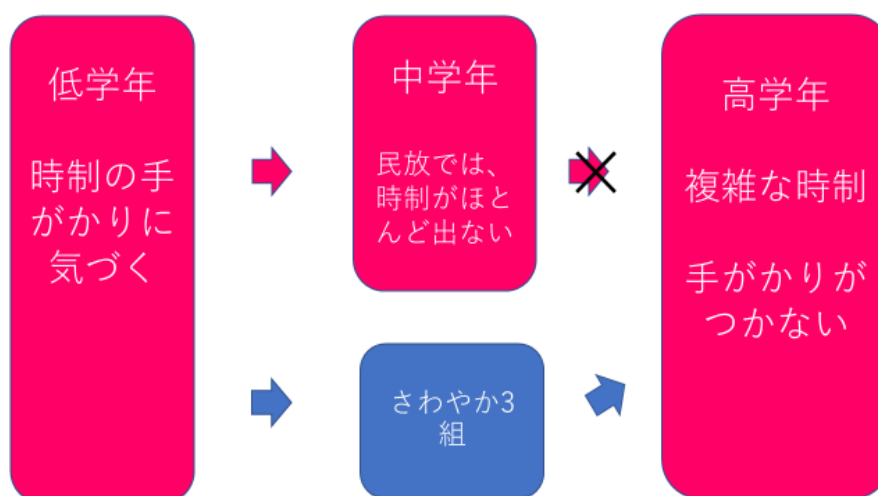 低学年
時制の手
がかりに
気づく
中学年
民放では、
時制がほと
んど出ない
さわやか3
組
高学年
複雑な時制
手がかりが
つかない